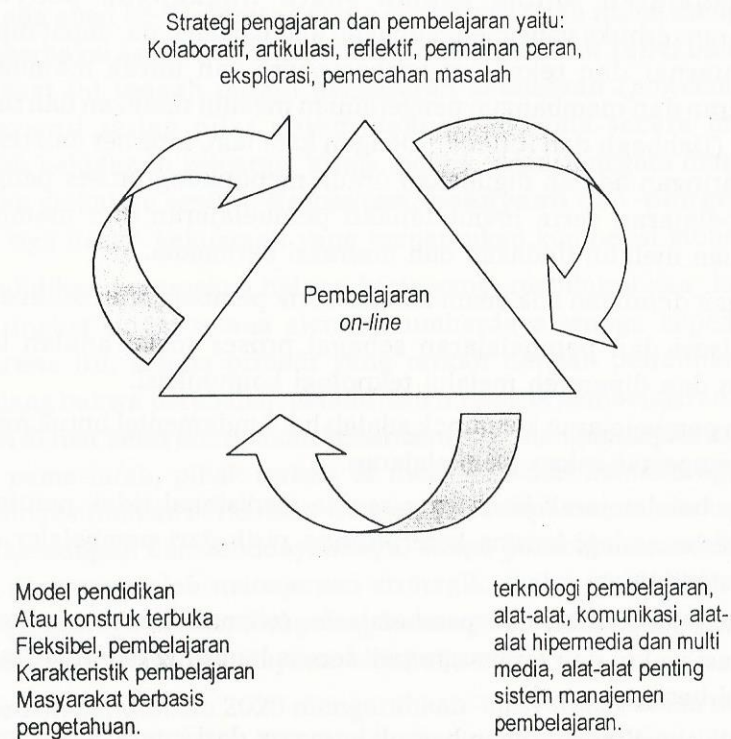 Strategi pengajaran dan pembelajaran yaitu:
Kolaboratif, artikulasi, reflektif, permainan peran,
eksplorasi, pemecahan masalah
Pembelajaran
on-line
Model pendidikan
Atau konstruk terbuka
Fleksibel, pembelajaran
Karakteristik pembelajaran
Masyarakat berbasis
pengetahuan.
terknologi pembelajaran,
alat-alat, komunikasi, alat-
alat hipermedia dan multi
media, alat-alat penting
sistem manajemen
pembelajaran.